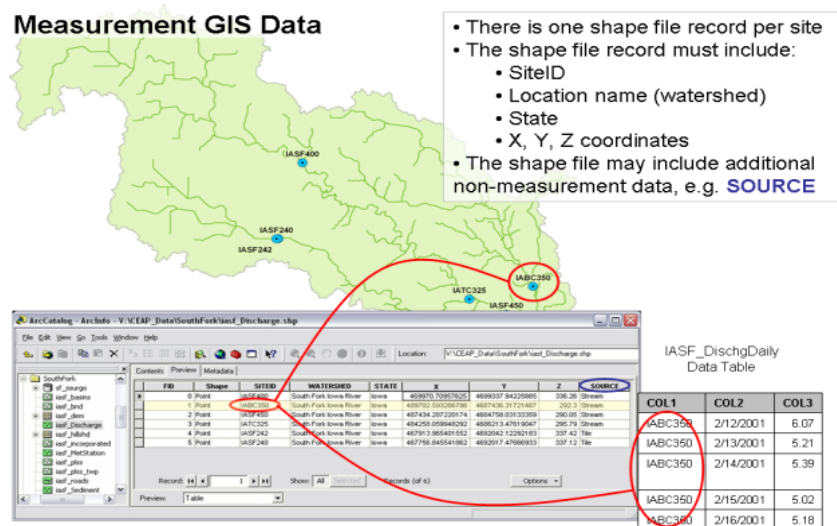 Measurement GIS Data
• There is one shape file record per site
• The shape file record must include:
• SiteID
• Location name (watershed)
• State
• X, Y, Z coordinates
• The shape file may include additional
non-measurement data, e.g. SOURCE
IASF400
IASF240
IASF242
IABC350
IATC325
IASF450
ArcCatalog - ArcInfo - V:\CEAP_Data\SouthFork\iasf_Discharge.shp
File Edit View Go Tools Window Help
Location: V:\CEAP_Data\SouthFork\iasf_Discharge.shp
SouthFork
sf_ssurgo
iasf_basins
iasf_bnd
iasf_dem
iasf_Discharge
iasf_hillshd
iasf_incorporated
iasf_MetStation
iasf_plss
iasf_plss_twp
iasf_roads
iasf_Sediment
Contents Preview Metadata
FID Shape SITEID WATERSHED STATE X Y Z SOURCE
0 Point IASF400 South Fork Iowa River Iowa 336.26 Stream
1 Point IABC350 South Fork Iowa River Iowa 292.3 Stream
2 Point IASF450 South Fork Iowa River Iowa 290.05 Stream
3 Point IATC325 South Fork Iowa River Iowa 295.79 Stream
4 Point IASF242 South Fork Iowa River Iowa 337.42 Tile
5 Point IASF240 South Fork Iowa River Iowa 337.12 Tile
Record: 1 Show: All Selected Records (of 6) Options
Preview: Table
IASF_DischgDaily
Data Table
COL1 COL2 COL3
IABC350 2/12/2001 6.07
IABC350 2/13/2001 5.21
IABC350 2/14/2001 5.39
IABC350 2/15/2001 5.02
IABC350 2/16/2001 5.18